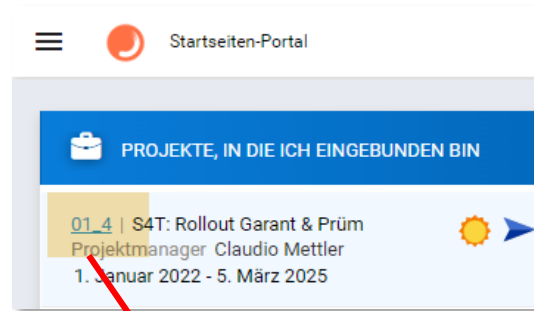 Startseiten-Portal
PROJEKTE, IN DIE ICH EINGEBUNDEN BIN
01_4 | S4T: Rollout Garant & Prüm
Projektmanager Claudio Mettler
1. Januar 2022 - 5. März 2025